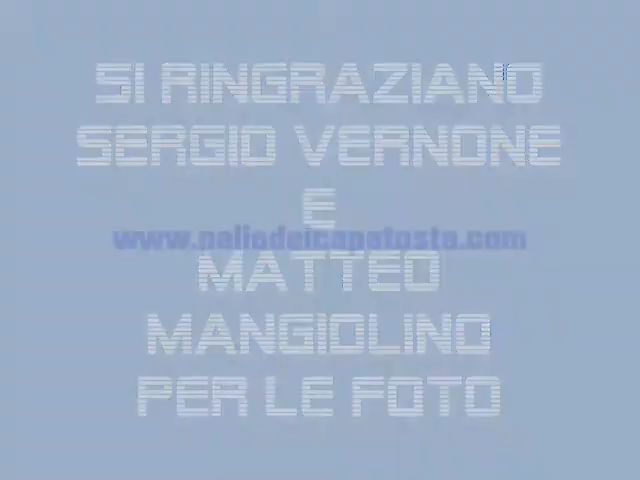 SI RINGRAZIANO
SERGIO VERNONE
E
www.paliodeicapatosta.com
MATTEO
MANGIOLINO
PER LE FOTO